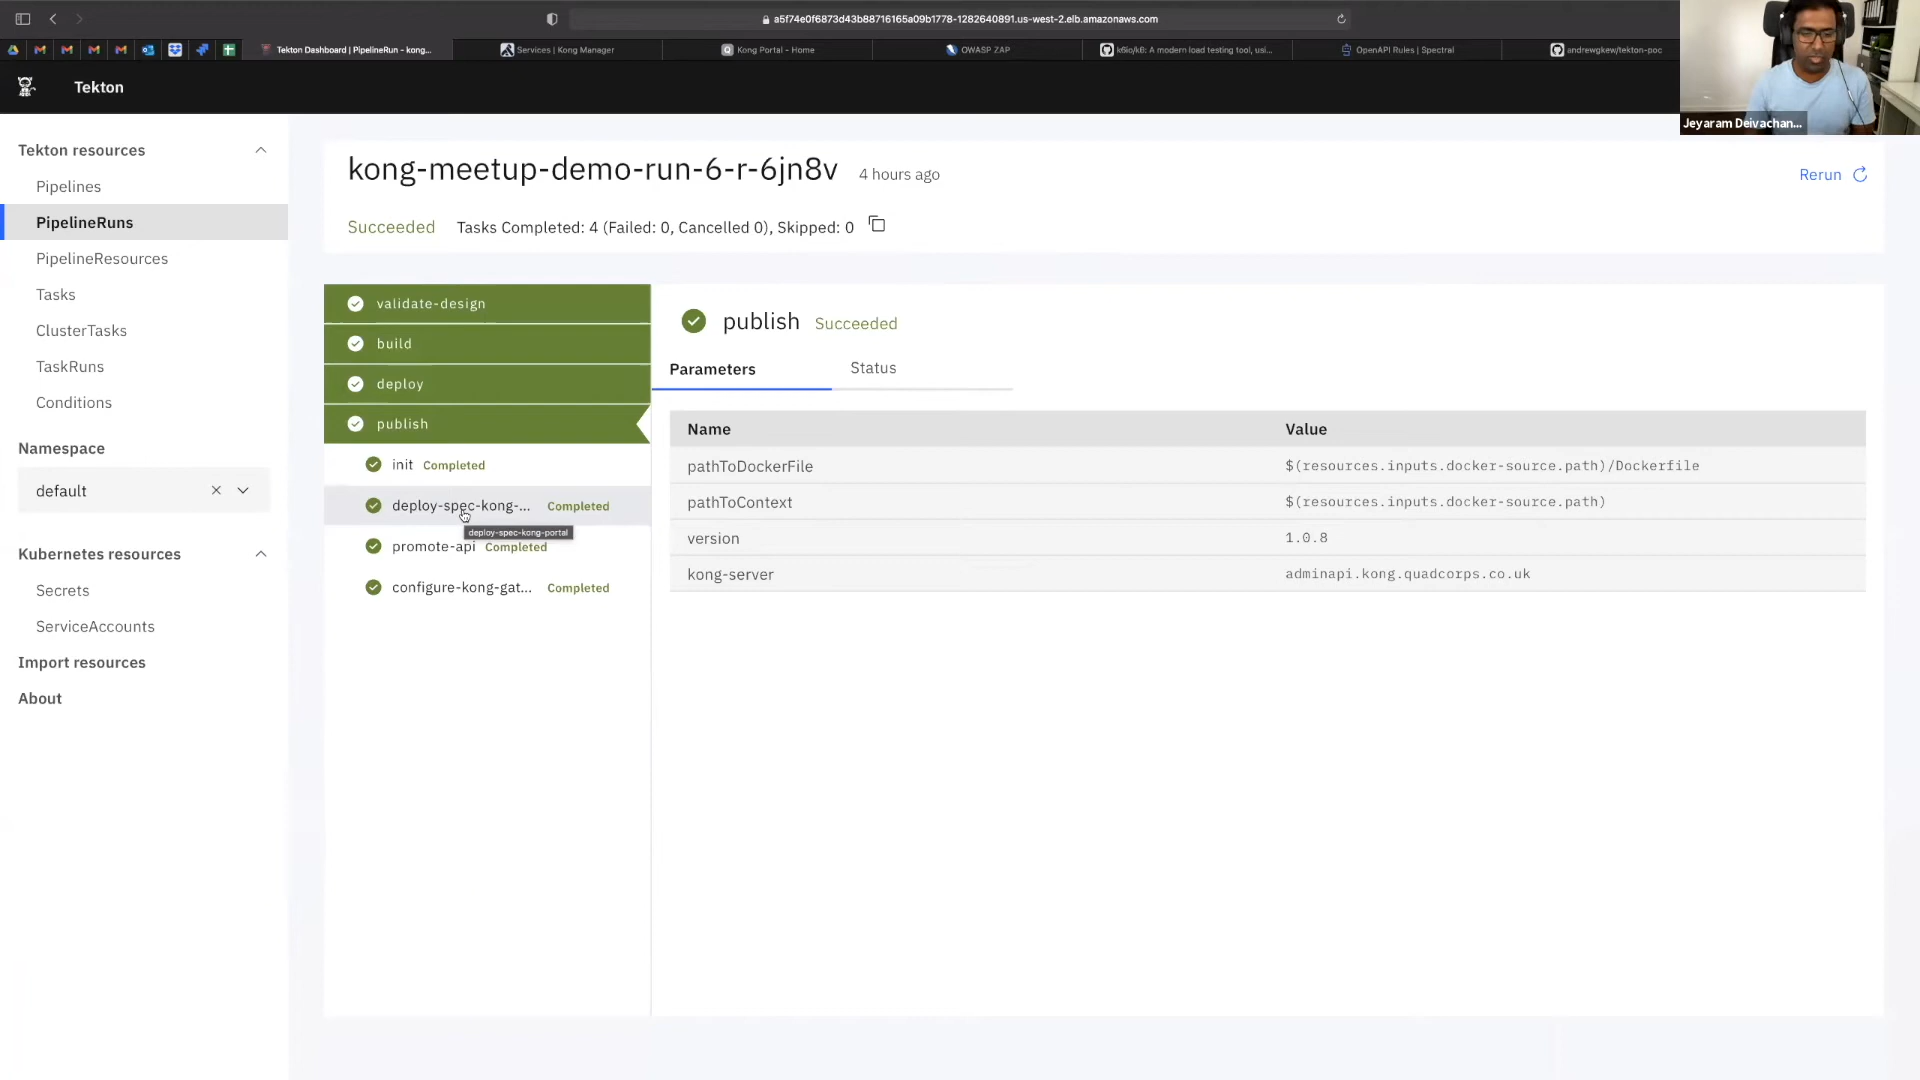 a5f74e0f6873d43b88716165a09b1778-1282640891.us-west-2.elb.amazonaws.com
Tekton Dashboard | PipelineRun - kong...
Services | Kong Manager
Kong Portal - Home
OWASP ZAP
k6io/k6: A modern load testing tool, usi...
OpenAPI Rules | Spectral
andrewgkew/tekton-poc
Tekton
Jeyaram Deivachan...
Tekton resources
Pipelines
PipelineRuns
PipelineResources
Tasks
ClusterTasks
TaskRuns
Conditions
Namespace
default
Kubernetes resources
Secrets
ServiceAccounts
Import resources
About
kong-meetup-demo-run-6-r-6jn8v 4 hours ago
Rerun
Succeeded Tasks Completed: 4 (Failed: 0, Cancelled 0), Skipped: 0
validate-design
build
deploy
publish
init Completed
deploy-spec-kong-... Completed
deploy-spec-kong-portal
promote-api Completed
configure-kong-gat... Completed
publish Succeeded
Parameters Status
Name Value
pathToDockerFile $(resources.inputs.docker-source.path)/Dockerfile
pathToContext $(resources.inputs.docker-source.path)
version 1.0.8
kong-server adminapi.kong.quadcorps.co.uk